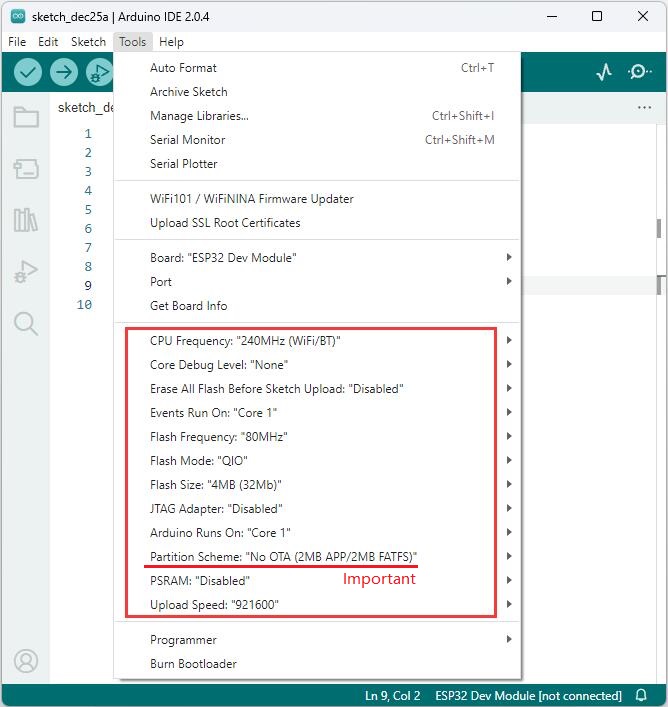 sketch_dec25a | Arduino IDE 2.0.4
File Edit Sketch Tools Help
sketch_de
Auto Format Ctrl+T
Archive Sketch
Manage Libraries... Ctrl+Shift+I
Serial Monitor Ctrl+Shift+M
Serial Plotter
WiFi101 / WiFiNINA Firmware Updater
Upload SSL Root Certificates
Board: "ESP32 Dev Module"
Port
Get Board Info
CPU Frequency: "240MHz (WiFi/BT)"
Core Debug Level: "None"
Erase All Flash Before Sketch Upload: "Disabled"
Events Run On: "Core 1"
Flash Frequency: "80MHz"
Flash Mode: "QIO"
Flash Size: "4MB (32Mb)"
JTAG Adapter: "Disabled"
Arduino Runs On: "Core 1"
Partition Scheme: "No OTA (2MB APP/2MB FATFS)"
PSRAM: "Disabled"
Important
Upload Speed: "921600"
Programmer
Burn Bootloader
1
2
3
4
5
6
7
8
9
10
Ln 9, Col 2 ESP32 Dev Module [not connected]